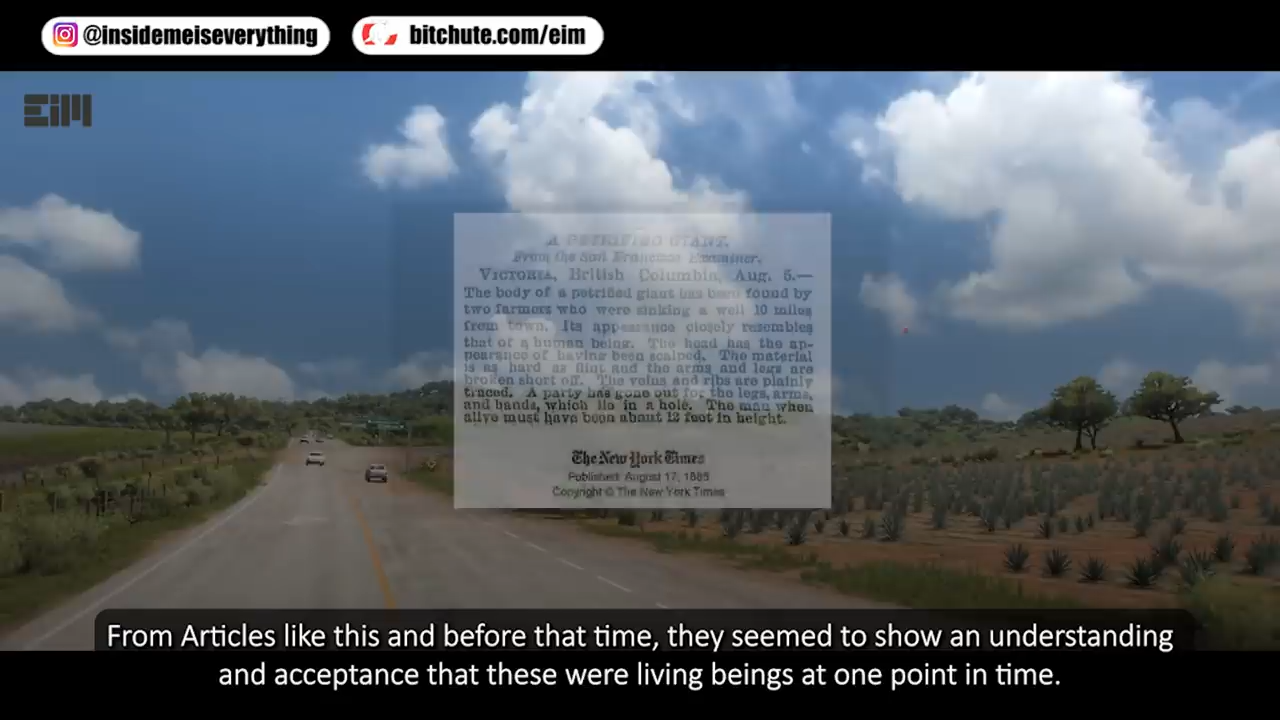 @insidemeiseverything
bitchute.com/eim
EIM
A PETRIFIED GIANT.
From the San Francisco Examiner.
VICTORIA, British Columbia, Aug. 5.—
The body of a petrified giant has been found by
two farmers who were sinking a well 10 miles
from town. Its appearance closely resembles
that of a human being. The head has the ap-
pearance of having been scalped. The material
is as hard as flint and the arms and legs are
broken short off. The veins and ribs are plainly
traced. A party has gone out for the legs, arms,
and hands, which lie in a hole. The man when
alive must have been about 12 feet in height.
The New York Times
Published: August 17, 1885
Copyright © The New York Times
From Articles like this and before that time, they seemed to show an understanding
and acceptance that these were living beings at one point in time.